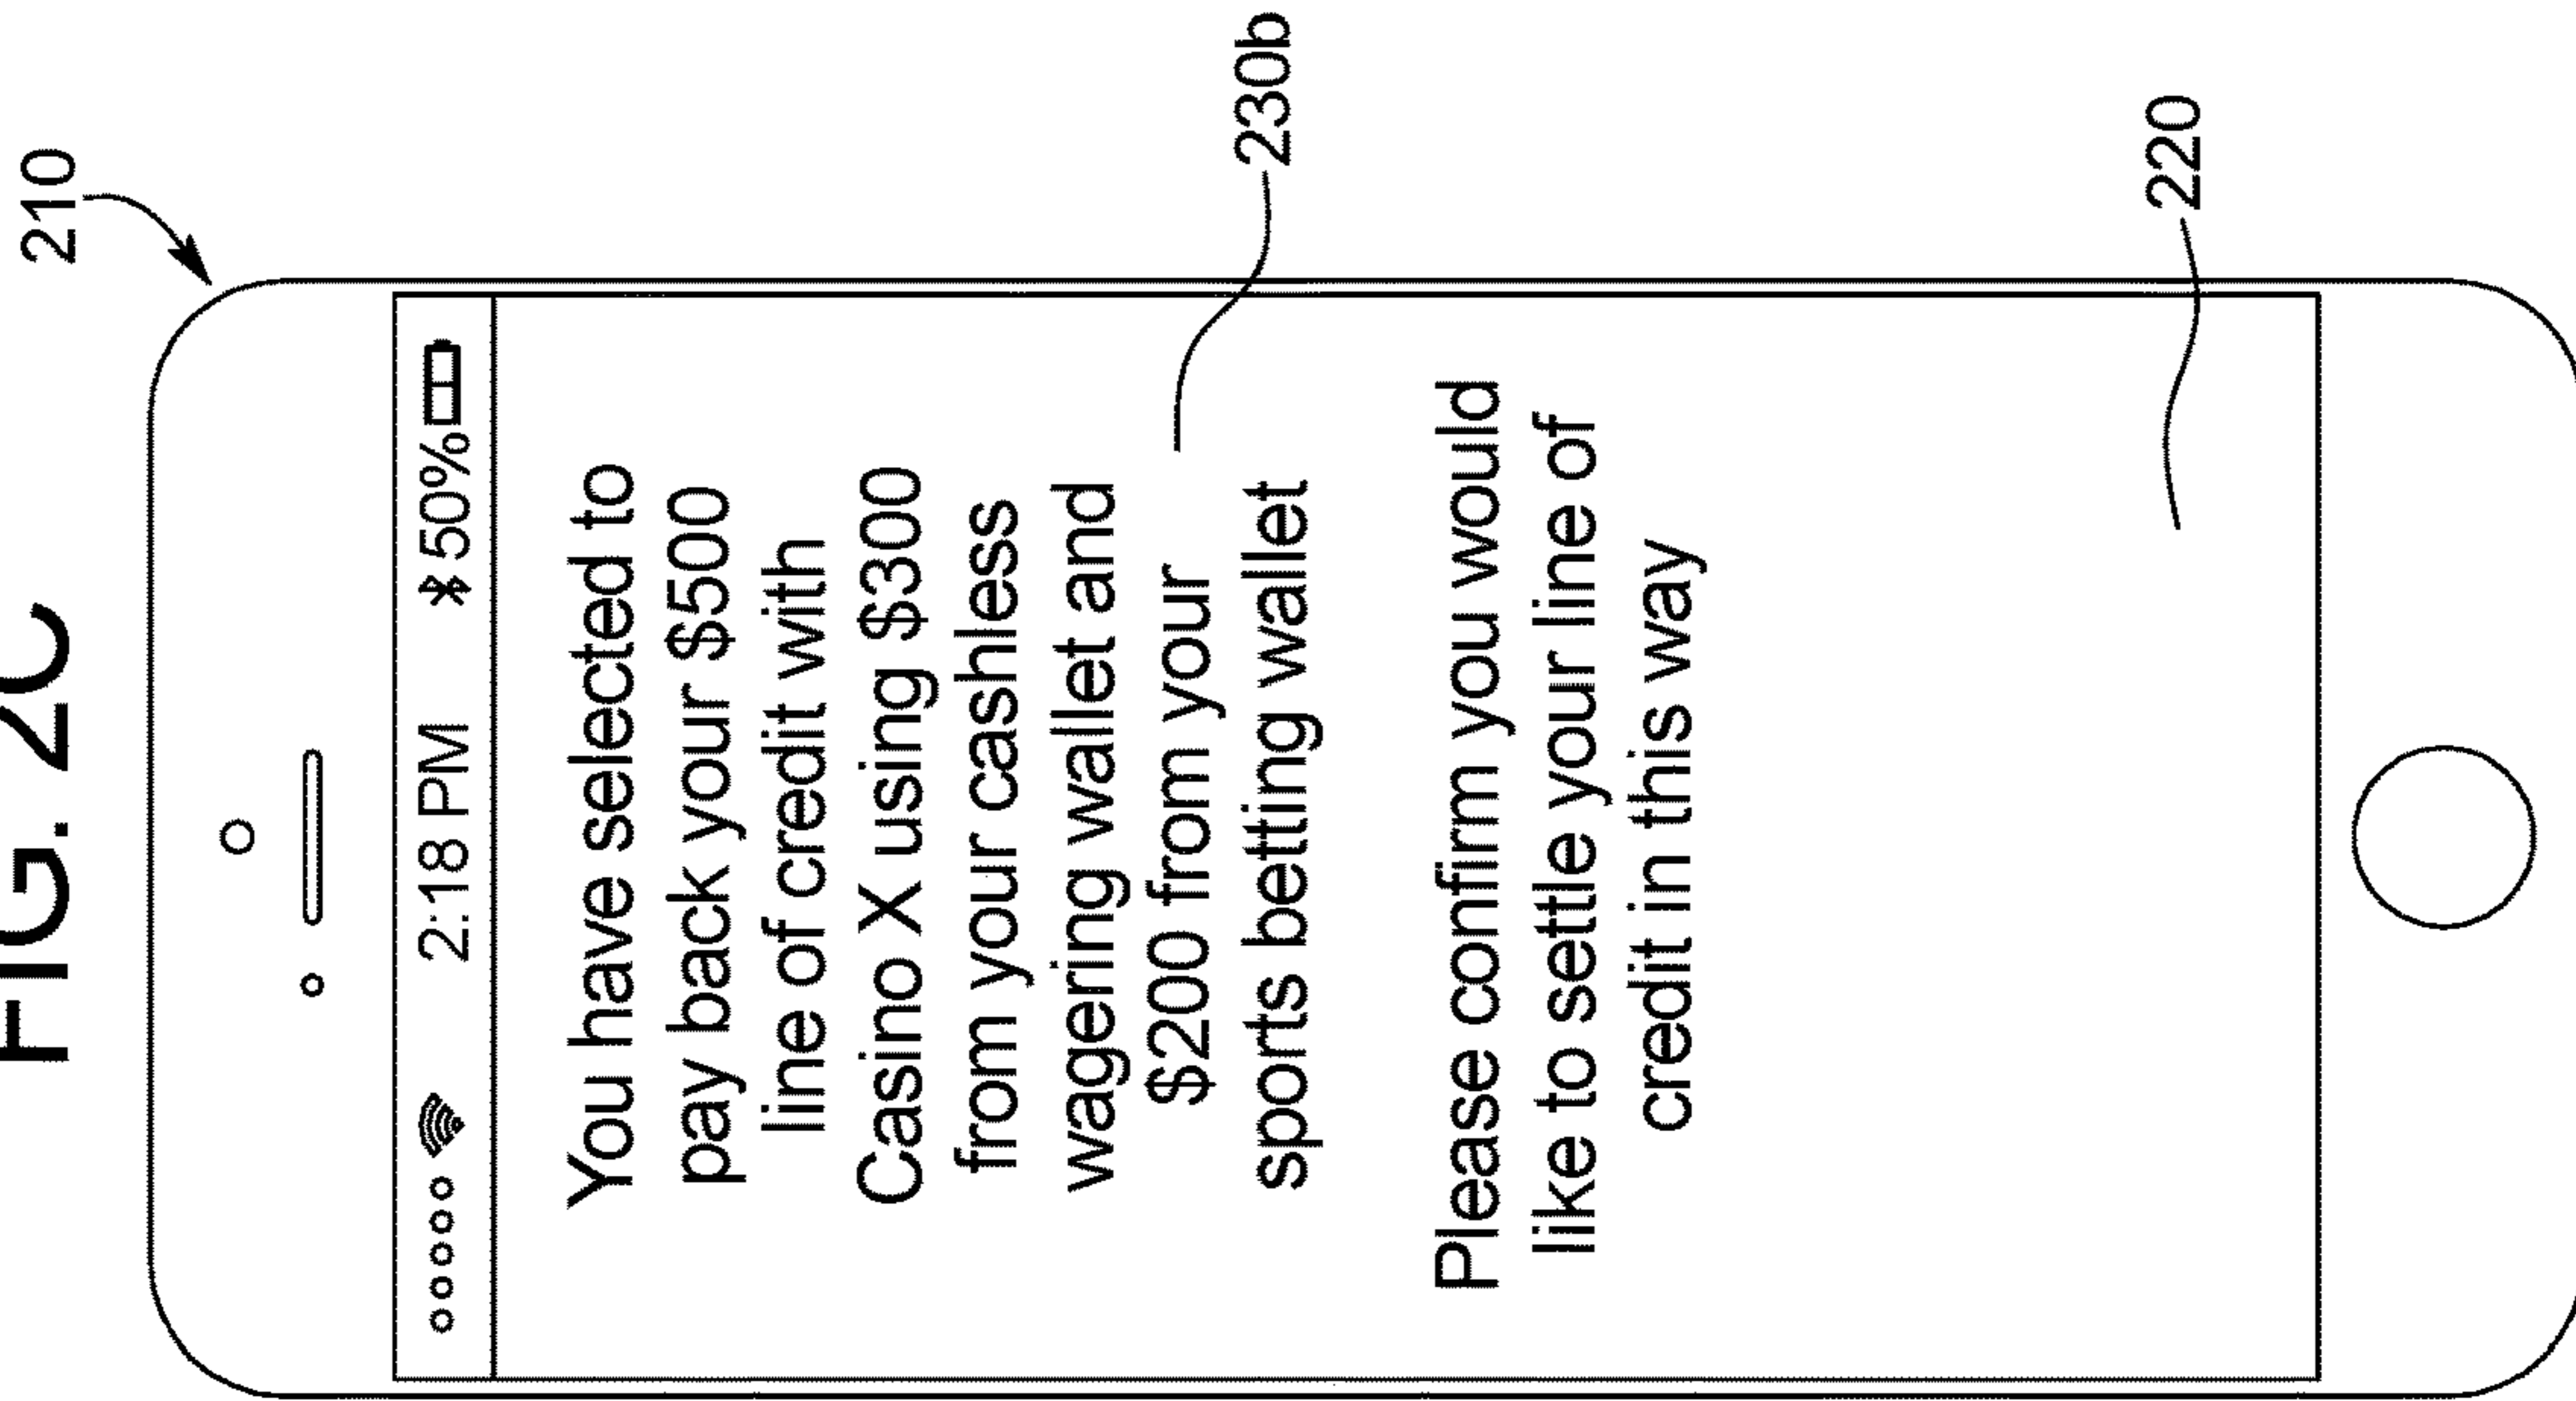 FIG. 2C
210
2:18 PM 50%
You have selected to
pay back your $500
line of credit with
Casino X using $300
from your cashless
wagering wallet and
$200 from your
sports betting wallet
230b
Please confirm you would
like to settle your line of
credit in this way
220